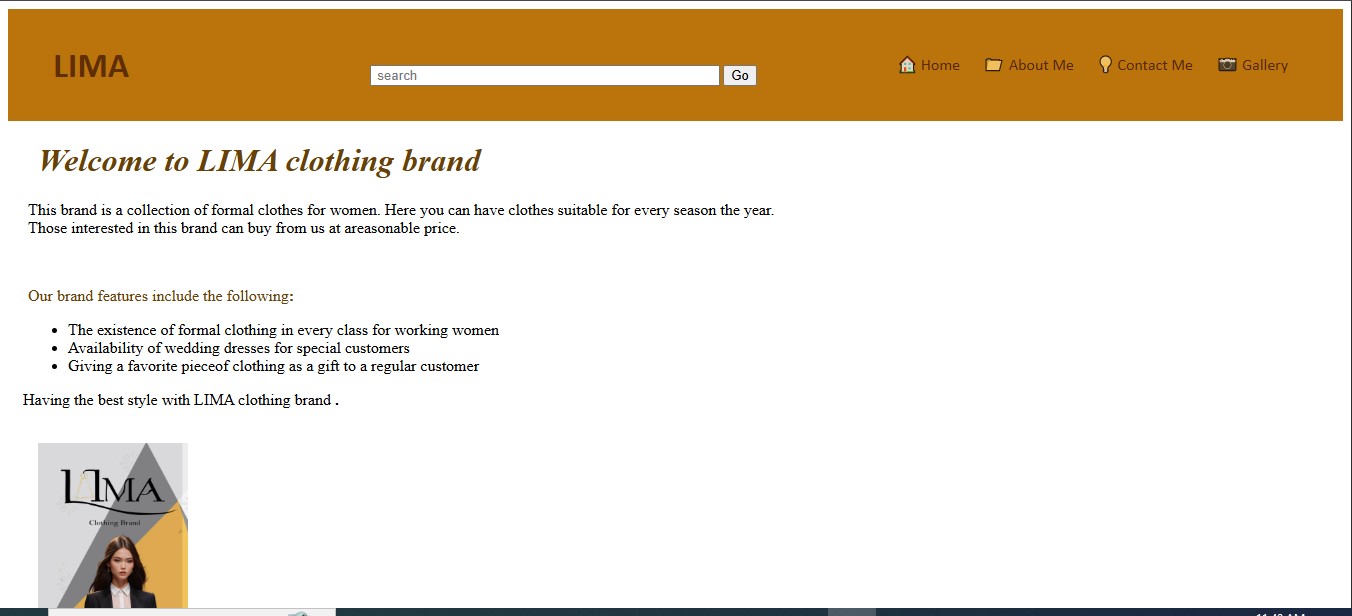 LIMA
search Go
Home About Me Contact Me Gallery
Welcome to LIMA clothing brand
This brand is a collection of formal clothes for women. Here you can have clothes suitable for every season the year.
Those interested in this brand can buy from us at areasonable price.
Our brand features include the following:
The existence of formal clothing in every class for working women
Availability of wedding dresses for special customers
Giving a favorite pieceof clothing as a gift to a regular customer
Having the best style with LIMA clothing brand .
LIMA
Clothing Brand